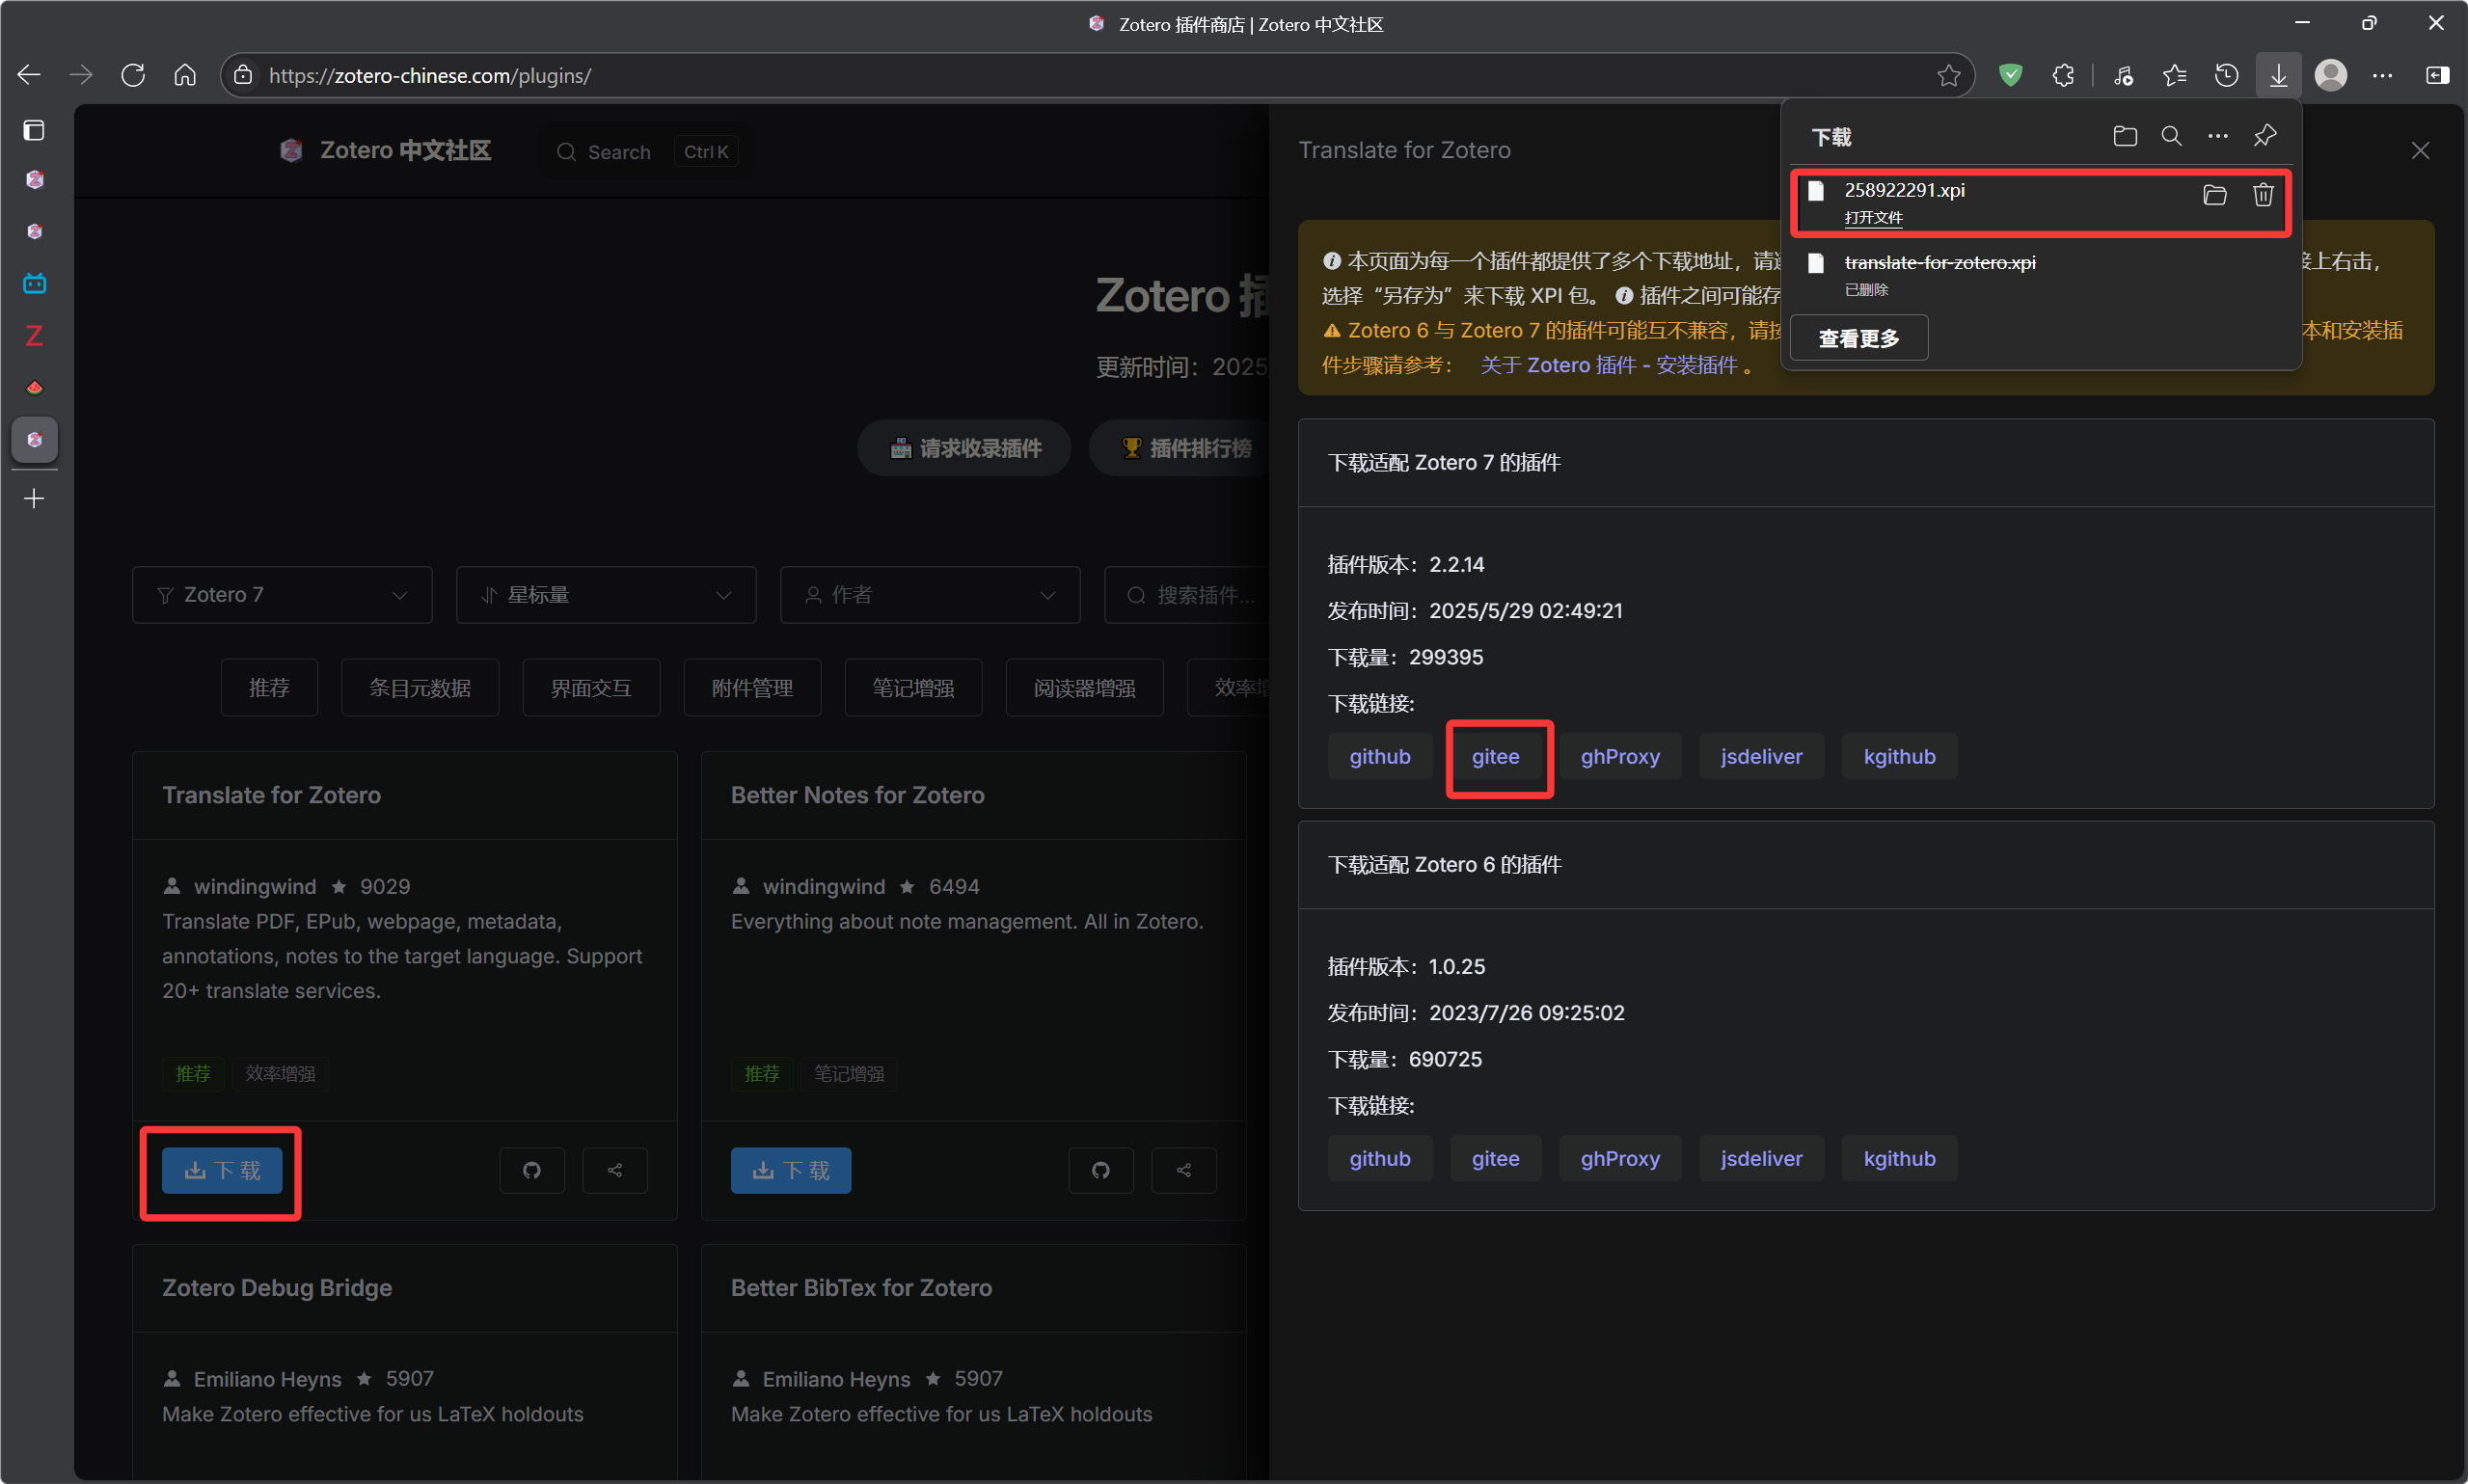 Zotero 插件商店 | Zotero 中文社区
https://zotero-chinese.com/plugins/
Zotero 中文社区
Search
Ctrl K
Zotero 插
更新时间：2025
请求收录插件
插件排行榜
Zotero 7
星标量
作者
搜索插件...
推荐
条目元数据
界面交互
附件管理
笔记增强
阅读器增强
效率增
Translate for Zotero
windingwind ★ 9029
Translate PDF, EPub, webpage, metadata,
annotations, notes to the target language. Support
20+ translate services.
推荐
效率增强
下 载
Better Notes for Zotero
windingwind ★ 6494
Everything about note management. All in Zotero.
推荐
笔记增强
下 载
Zotero Debug Bridge
Emiliano Heyns ★ 5907
Make Zotero effective for us LaTeX holdouts
Better BibTex for Zotero
Emiliano Heyns ★ 5907
Make Zotero effective for us LaTeX holdouts
Translate for Zotero
下载
258922291.xpi
打开文件
translate-for-zotero.xpi
已删除
查看更多
本页面为每一个插件都提供了多个下载地址，请 上右击，
选择“另存为”来下载 XPI 包。 插件之间可能存
Zotero 6 与 Zotero 7 的插件可能互不兼容，请按 本和安装插
件步骤请参考： 关于 Zotero 插件 - 安装插件 。
下载适配 Zotero 7 的插件
插件版本：2.2.14
发布时间：2025/5/29 02:49:21
下载量：299395
下载链接:
github
gitee
ghProxy
jsdeliver
kgithub
下载适配 Zotero 6 的插件
插件版本：1.0.25
发布时间：2023/7/26 09:25:02
下载量：690725
下载链接:
github
gitee
ghProxy
jsdeliver
kgithub